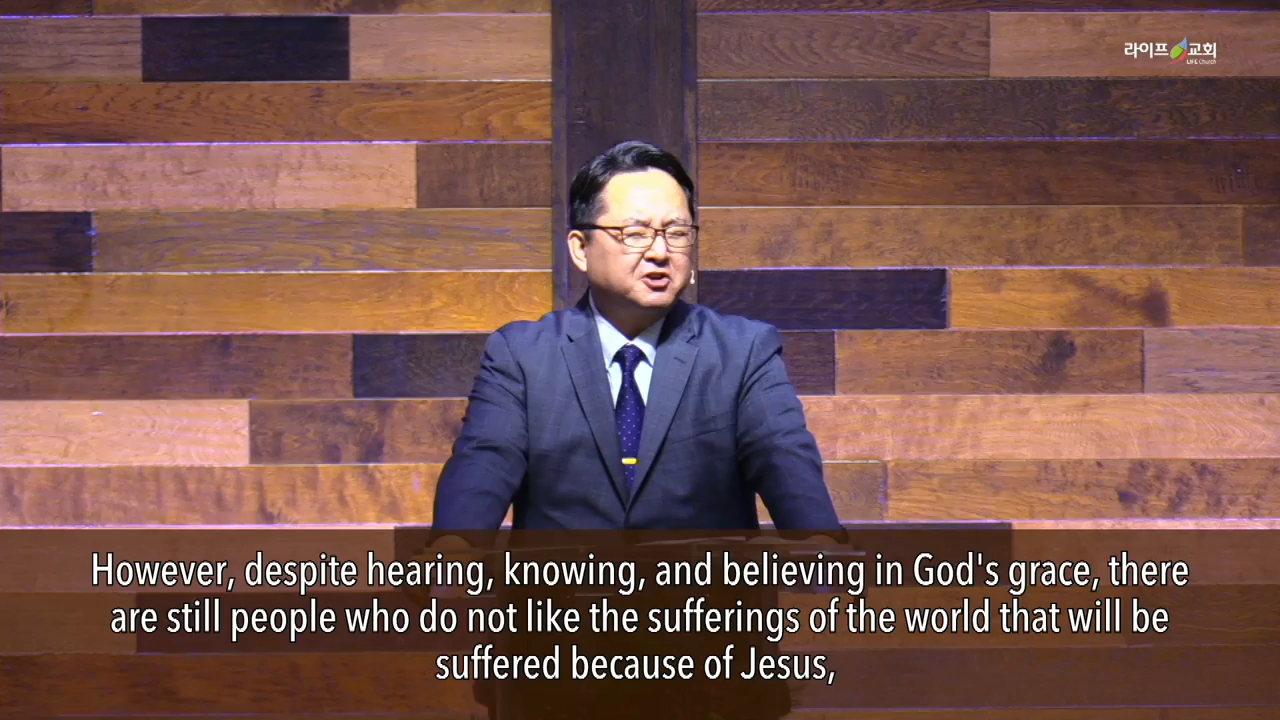 라이프교회
LIFE Church
However, despite hearing, knowing, and believing in God's grace, there
are still people who do not like the sufferings of the world that will be
suffered because of Jesus,